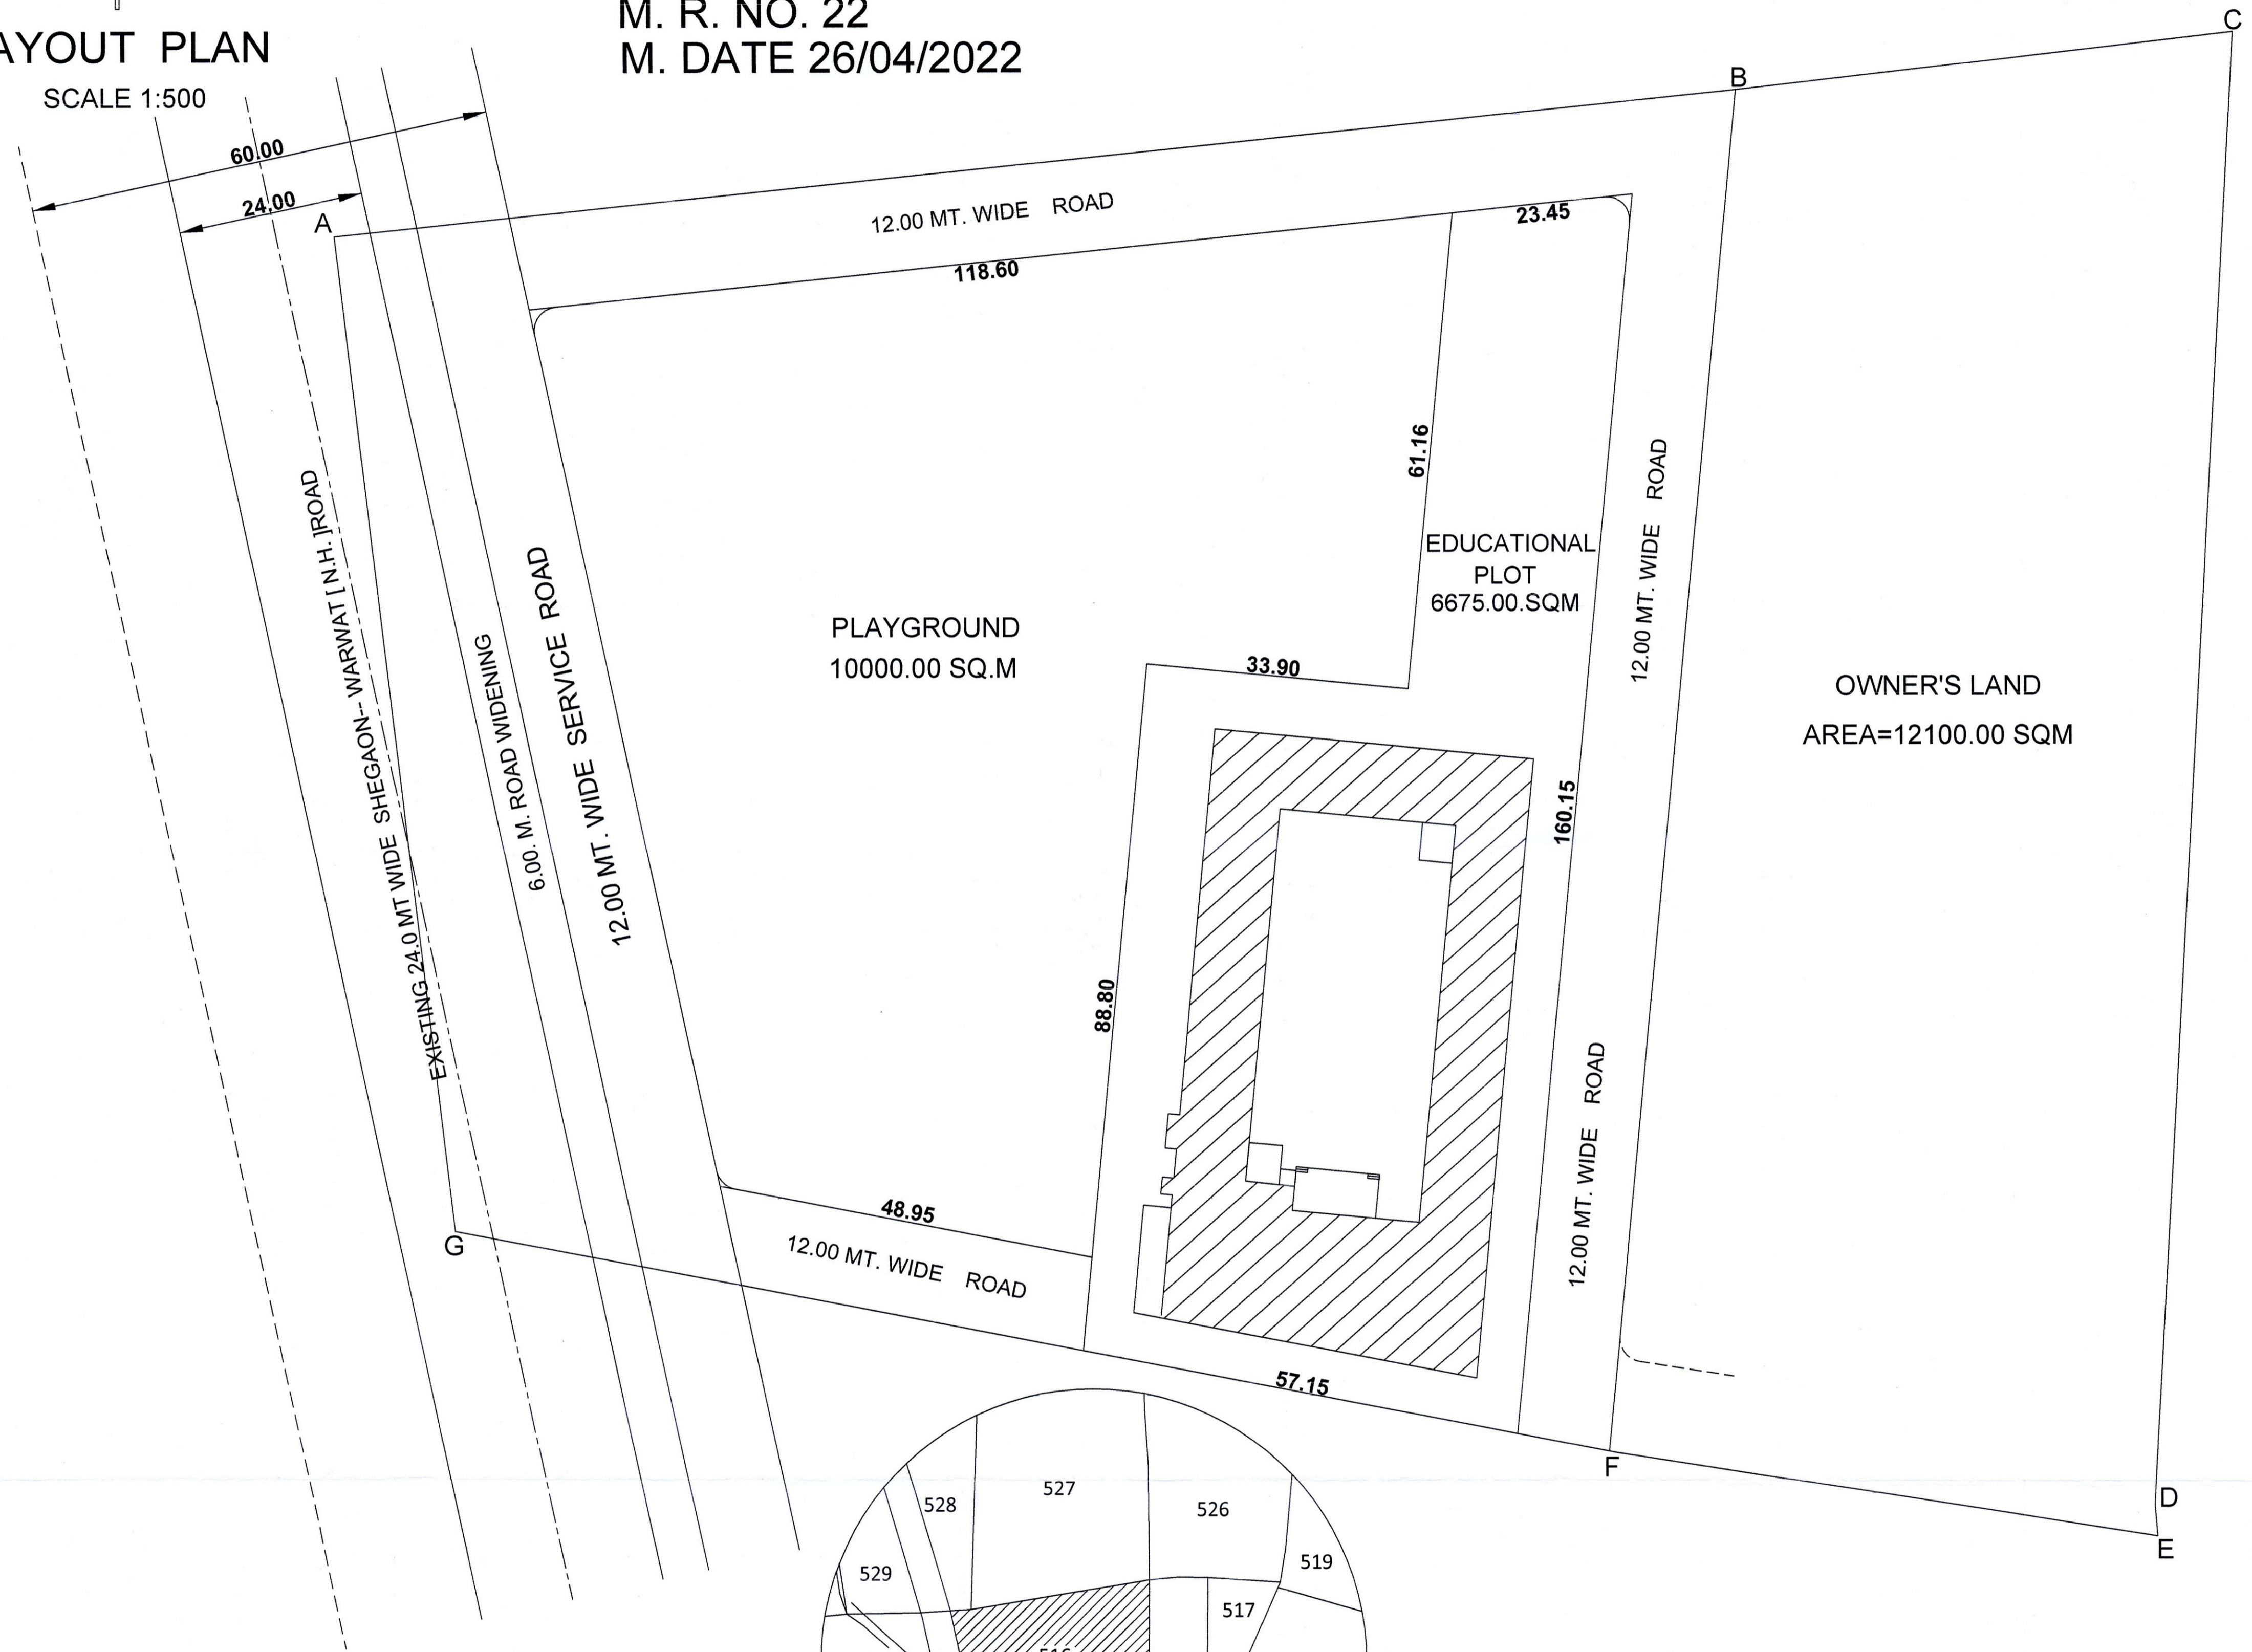 M. R. NO. 22
AYOUT PLAN
M. DATE 26/04/2022
SCALE 1:500
C
B
60.00
24.00
A
12.00 MT. WIDE ROAD
23.45
118.60
61.16
12.00 MT. WIDE ROAD
EDUCATIONAL
PLOT
6675.00.SQM
EXISTING 24.0 MT WIDE SHEGAON-- WARWAT [ N.H. ]ROAD
6.00. M. ROAD WIDENING
12.00 MT. WIDE SERVICE ROAD
PLAYGROUND
10000.00 SQ.M
33.90
OWNER'S LAND
AREA=12100.00 SQM
160.15
88.80
12.00 MT. WIDE ROAD
48.95
G
12.00 MT. WIDE ROAD
57.15
F
D
E
528
527
526
529
519
517